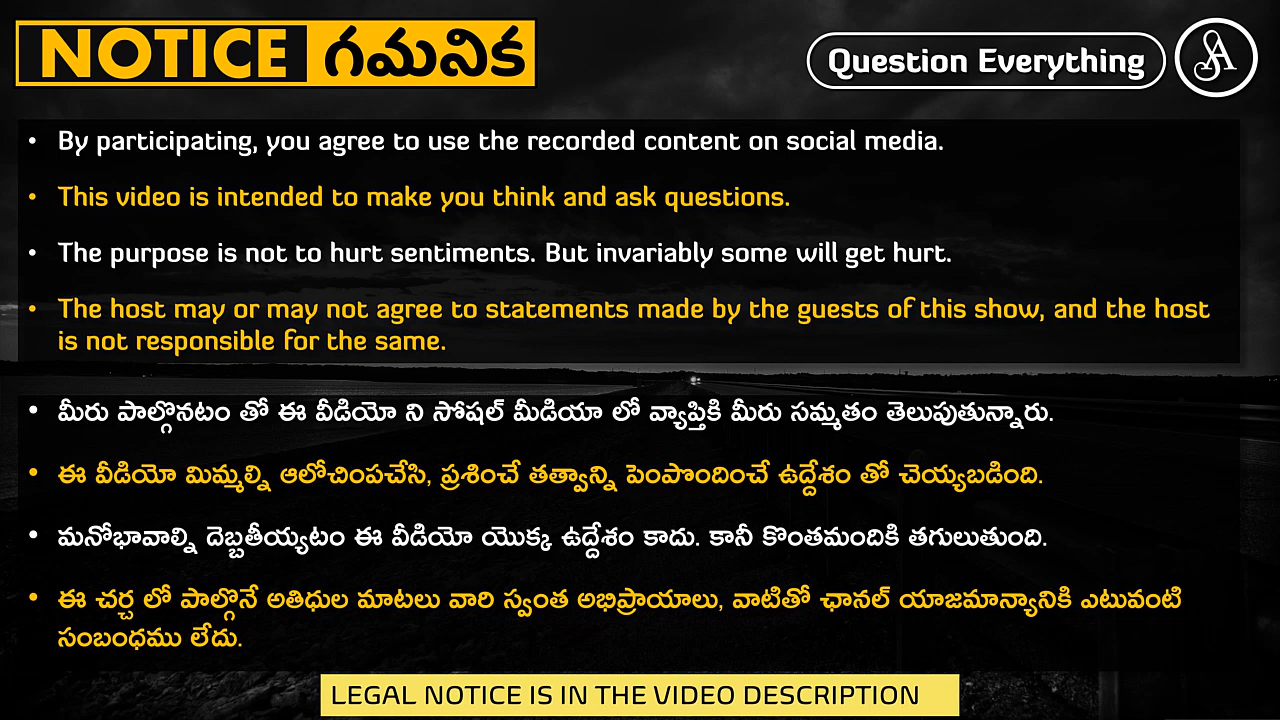 NOTICE గమనిక
Question Everything
• By participating, you agree to use the recorded content on social media.
• This video is intended to make you think and ask questions.
• The purpose is not to hurt sentiments. But invariably some will get hurt.
• The host may or may not agree to statements made by the guests of this show, and the host
is not responsible for the same.
• మీరు పాల్గొనటం తో ఈ వీడియో ని సోషల్ మీడియా లో వ్యాప్తికి మీరు సమ్మతం తెలుపుతున్నారు.
• ఈ వీడియో మిమ్మల్ని ఆలోచింపచేసి, ప్రశించే తత్వాన్ని పెంపొందించే ఉద్దేశం తో చెయ్యబడింది.
• మనోభావాల్ని దెబ్బతీయ్యటం ఈ వీడియో యొక్క ఉద్దేశం కాదు. కానీ కొంతమందికి తగులుతుంది.
• ఈ చర్చ లో పాల్గొనే అతిధుల మాటలు వారి స్వంత అభిప్రాయాలు, వాటితో ఛానల్ యాజమాన్యానికి ఎటువంటి
సంబంధము లేదు.
LEGAL NOTICE IS IN THE VIDEO DESCRIPTION